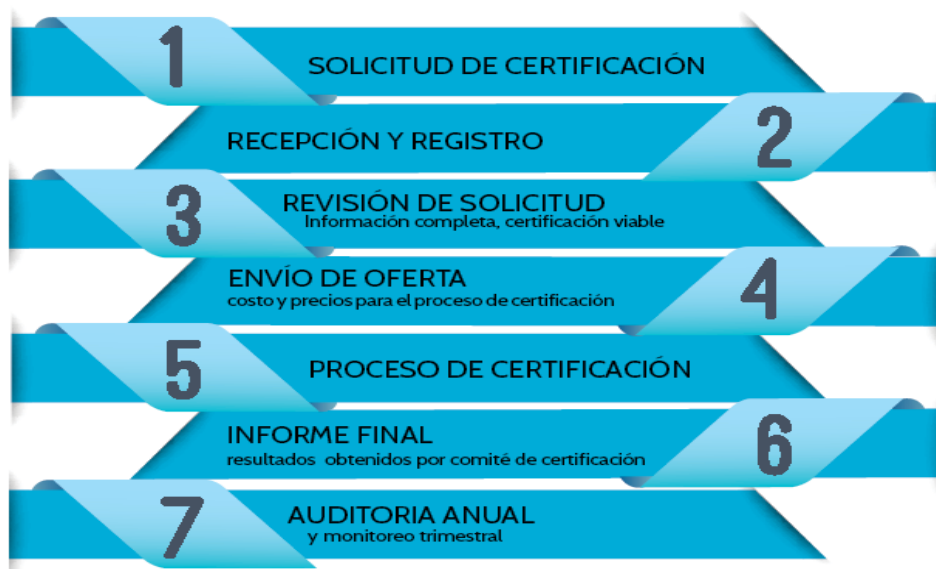 1
SOLICITUD DE CERTIFICACIÓN
RECEPCIÓN Y REGISTRO
2
3
REVISIÓN DE SOLICITUD
Información completa, certificación viable
ENVÍO DE OFERTA
costo y precios para el proceso de certificación
4
5
PROCESO DE CERTIFICACIÓN
INFORME FINAL
resultados obtenidos por comité de certificación
6
7
AUDITORIA ANUAL
y monitoreo trimestral